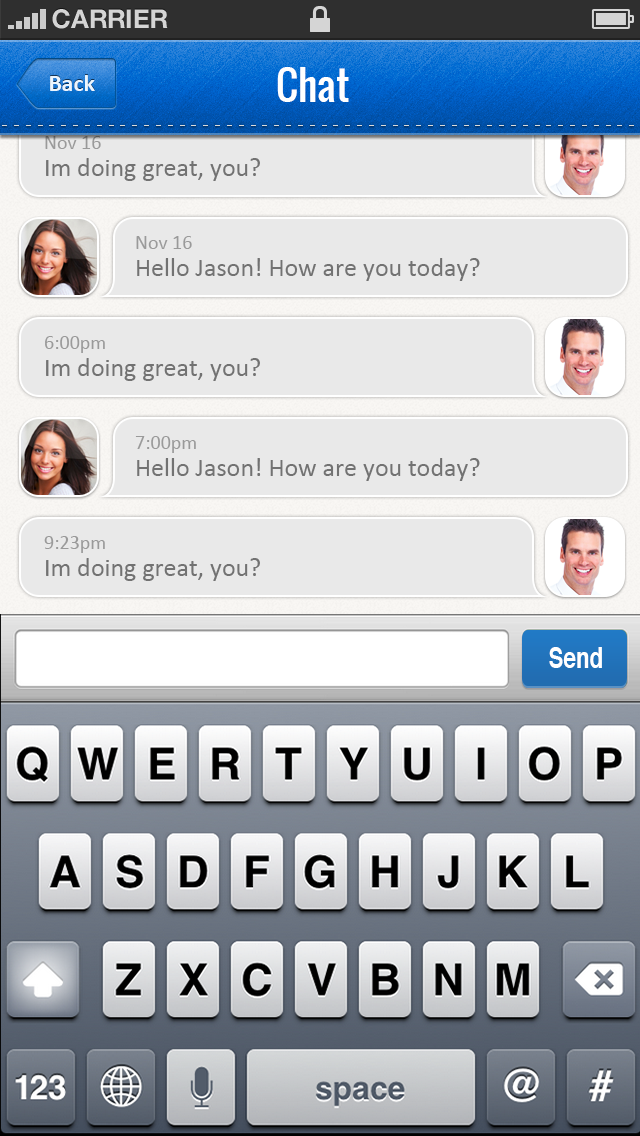 CARRIER
Back
Chat
Nov 16
Im doing great, you?
Nov 16
Hello Jason! How are you today?
6:00pm
Im doing great, you?
7:00pm
Hello Jason! How are you today?
9:23pm
Im doing great, you?
Send
Q W E R T Y U I O P
A S D F G H J K L
Z X C V B N M
123 space @ #